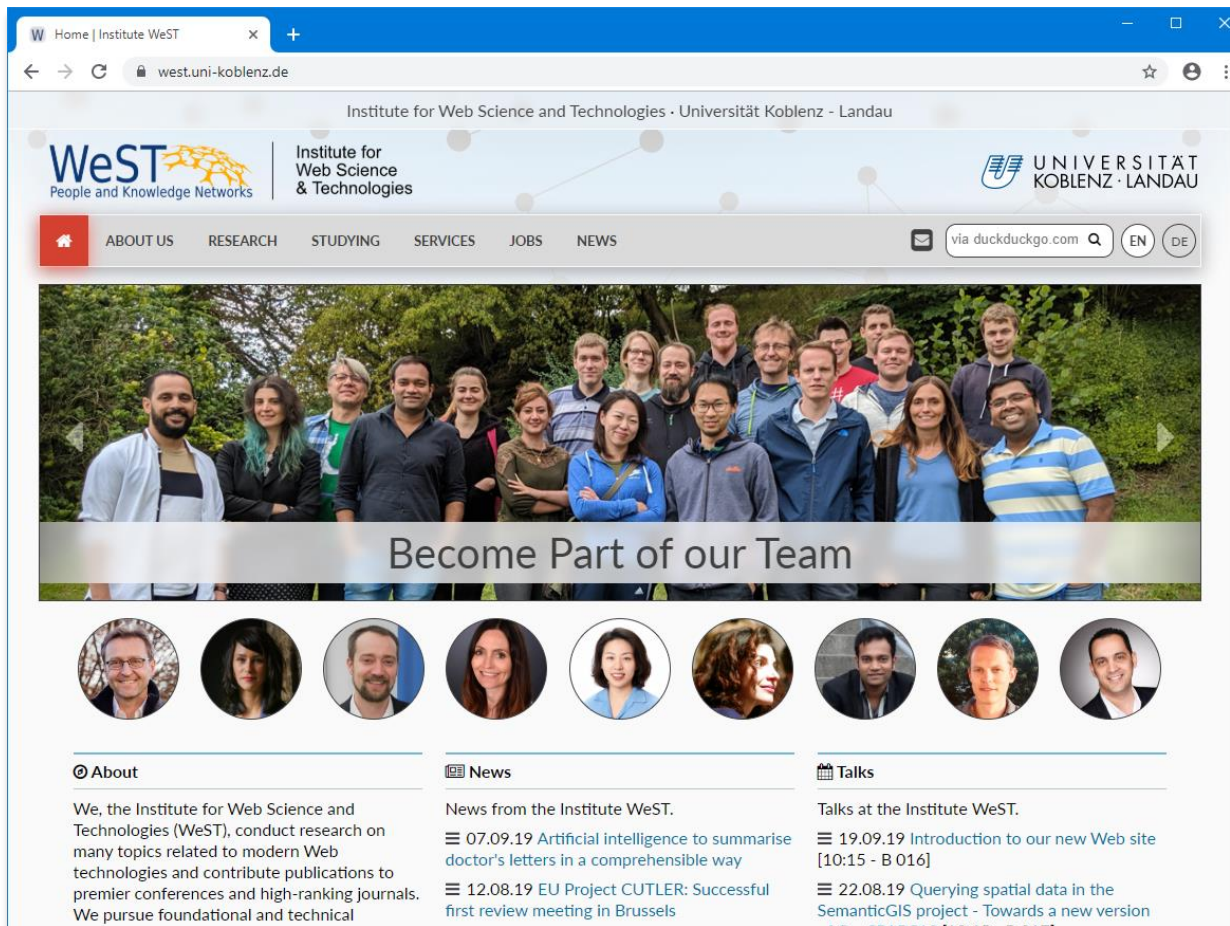 Home | Institute WeST
west.uni-koblenz.de
Institute for Web Science and Technologies · Universität Koblenz - Landau
WeST
People and Knowledge Networks
Institute for
Web Science
& Technologies
UNIVERSITÄT
KOBLENZ · LANDAU
ABOUT US RESEARCH STUDYING SERVICES JOBS NEWS via duckduckgo.com EN DE
Become Part of our Team
About
We, the Institute for Web Science and
Technologies (WeST), conduct research on
many topics related to modern Web
technologies and contribute publications to
premier conferences and high-ranking journals.
We pursue foundational and technical
News
News from the Institute WeST.
07.09.19 Artificial intelligence to summarise
doctor's letters in a comprehensible way
12.08.19 EU Project CUTLER: Successful
first review meeting in Brussels
Talks
Talks at the Institute WeST.
19.09.19 Introduction to our new Web site
[10:15 - B 016]
22.08.19 Querying spatial data in the
SemanticGIS project - Towards a new version